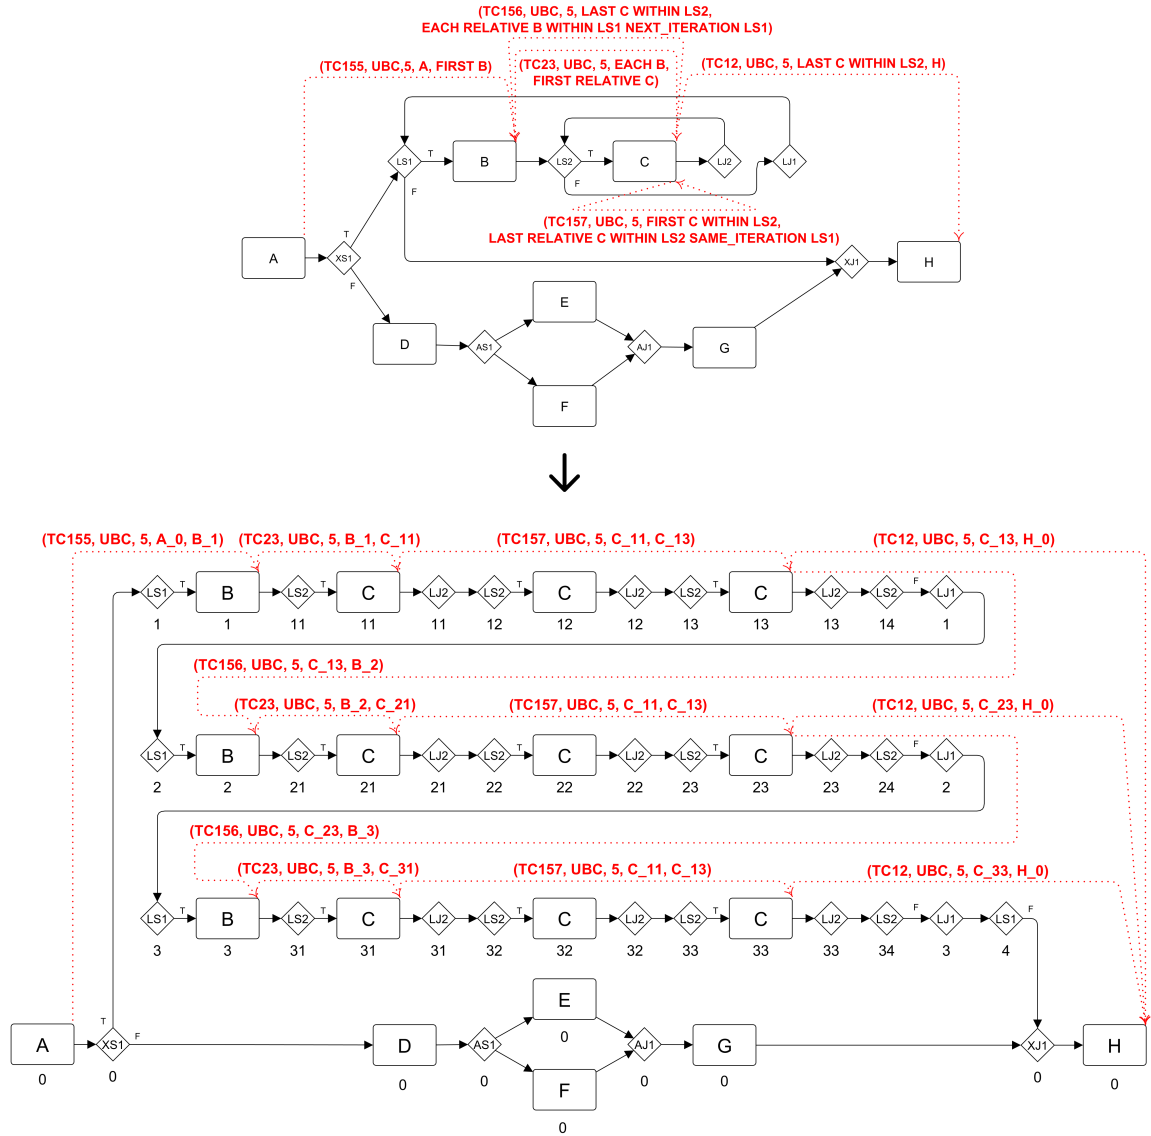 (TC156, UBC, 5, LAST C WITHIN LS2,
EACH RELATIVE B WITHIN LS1 NEXT_ITERATION LS1)
(TC155, UBC,5, A, FIRST B)
(TC23, UBC, 5, EACH B,
FIRST RELATIVE C)
(TC12, UBC, 5, LAST C WITHIN LS2, H)
LS1 T B LS2 T C LJ2 LJ1
F F
(TC157, UBC, 5, FIRST C WITHIN LS2,
LAST RELATIVE C WITHIN LS2 SAME_ITERATION LS1)
T
A XS1 XJ1 H
F
E
D AS1 AJ1 G
F
(TC155, UBC, 5, A_0, B_1) (TC23, UBC, 5, B_1, C_11) (TC157, UBC, 5, C_11, C_13) (TC12, UBC, 5, C_13, H_0)
LS1 T B LS2 T C LJ2 LS2 T C LJ2 LS2 T C LJ2 LS2 F LJ1
1 1 11 11 11 12 12 12 13 13 13 14 1
(TC156, UBC, 5, C_13, B_2)
(TC23, UBC, 5, B_2, C_21) (TC157, UBC, 5, C_11, C_13) (TC12, UBC, 5, C_23, H_0)
LS1 T B LS2 T C LJ2 LS2 T C LJ2 LS2 T C LJ2 LS2 F LJ1
2 2 21 21 21 22 22 22 23 23 23 24 2
(TC156, UBC, 5, C_23, B_3)
(TC23, UBC, 5, B_3, C_31) (TC157, UBC, 5, C_11, C_13) (TC12, UBC, 5, C_33, H_0)
LS1 T B LS2 T C LJ2 LS2 T C LJ2 LS2 T C LJ2 LS2 F LJ1 LS1 F
3 3 31 31 31 32 32 32 33 33 33 34 3 4
E
0
T F
A XS1 D AS1 AJ1 G XJ1 H
0 0 0 0 0 0 0 0
F
0